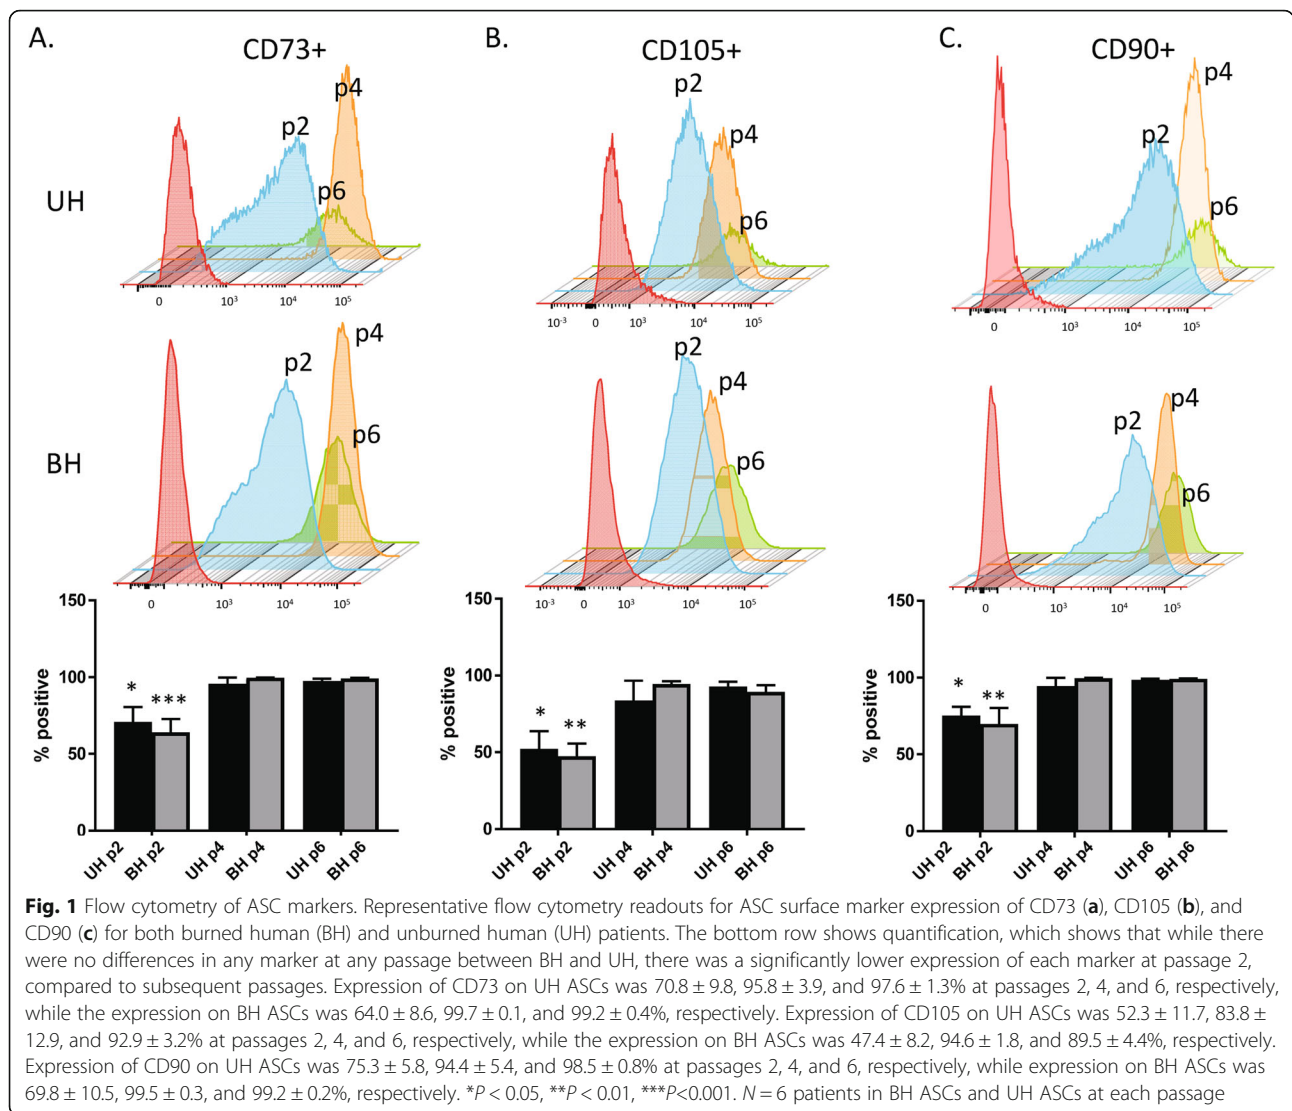 A.
CD73+
B.
CD105+
C.
CD90+
UH
p2
p4
p6
0 10³ 10⁴ 10⁵
p2
p4
p6
10⁻³ 0 10³ 10⁴ 10⁵
p2
p4
p6
0 10³ 10⁴ 10⁵
BH
p2
p4
p6
0 10³ 10⁴ 10⁵
p2
p4
p6
10⁻³ 0 10³ 10⁴ 10⁵
p2
p4
p6
0 10³ 10⁴ 10⁵
% positive
150
100
50
0
* ***
UH p2 BH p2 UH p4 BH p4 UH p6 BH p6
% positive
150
100
50
0
* **
UH p2 BH p2 UH p4 BH p4 UH p6 BH p6
% positive
150
100
50
0
* **
UH p2 BH p2 UH p4 BH p4 UH p6 BH p6
Fig. 1 Flow cytometry of ASC markers. Representative flow cytometry readouts for ASC surface marker expression of CD73 (a), CD105 (b), and
CD90 (c) for both burned human (BH) and unburned human (UH) patients. The bottom row shows quantification, which shows that while there
were no differences in any marker at any passage between BH and UH, there was a significantly lower expression of each marker at passage 2,
compared to subsequent passages. Expression of CD73 on UH ASCs was 70.8 ± 9.8, 95.8 ± 3.9, and 97.6 ± 1.3% at passages 2, 4, and 6, respectively,
while the expression on BH ASCs was 64.0 ± 8.6, 99.7 ± 0.1, and 99.2 ± 0.4%, respectively. Expression of CD105 on UH ASCs was 52.3 ± 11.7, 83.8 ±
12.9, and 92.9 ± 3.2% at passages 2, 4, and 6, respectively, while the expression on BH ASCs was 47.4 ± 8.2, 94.6 ± 1.8, and 89.5 ± 4.4%, respectively.
Expression of CD90 on UH ASCs was 75.3 ± 5.8, 94.4 ± 5.4, and 98.5 ± 0.8% at passages 2, 4, and 6, respectively, while expression on BH ASCs was
69.8 ± 10.5, 99.5 ± 0.3, and 99.2 ± 0.2%, respectively. *P < 0.05, **P < 0.01, ***P<0.001. N = 6 patients in BH ASCs and UH ASCs at each passage